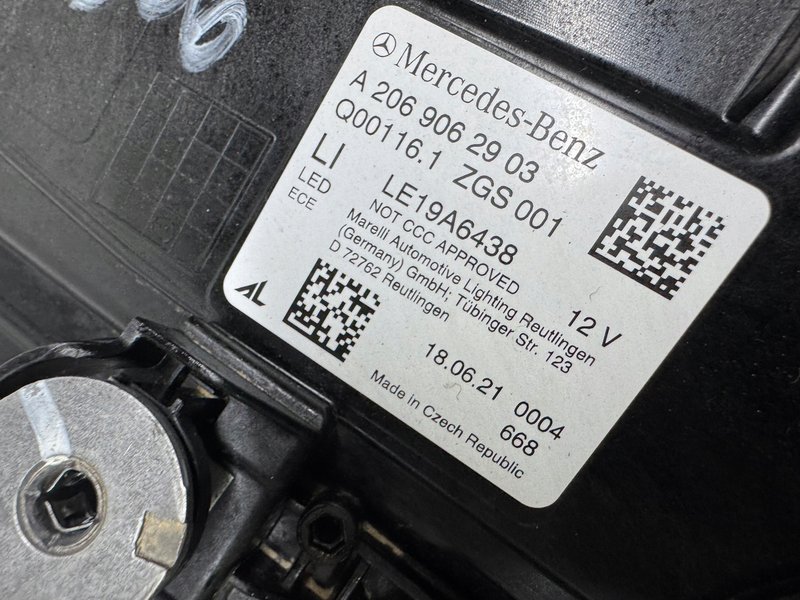 Mercedes-Benz
A 206 906 29 03
Q00116.1 ZGS 001
LI LE19A6438
LED NOT CCC APPROVED
ECE Marelli Automotive Lighting Reutlingen
(Germany) GmbH; Tübinger Str. 123
D 72762 Reutlingen
12 V
AL
18.06.21 0004
668
Made in Czech Republic